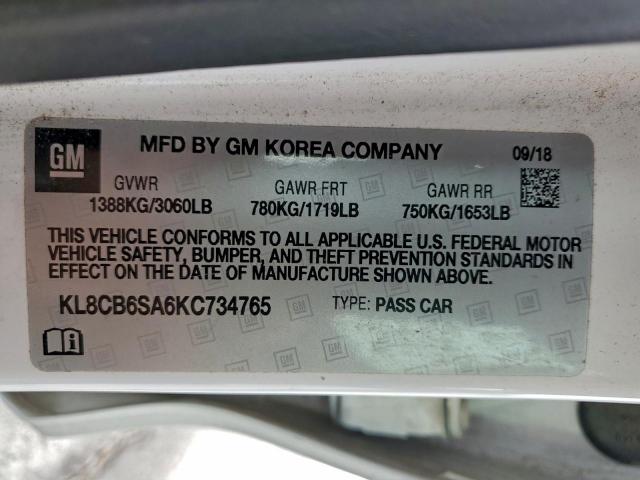 GM
MFD BY GM KOREA COMPANY
09/18
GVWR GAWR FRT GAWR RR
1388KG/3060LB 780KG/1719LB 750KG/1653LB
THIS VEHICLE CONFORMS TO ALL APPLICABLE U.S. FEDERAL MOTOR
VEHICLE SAFETY, BUMPER, AND THEFT PREVENTION STANDARDS IN
EFFECT ON THE DATE OF MANUFACTURE SHOWN ABOVE.
KL8CB6SA6KC734765 TYPE: PASS CAR